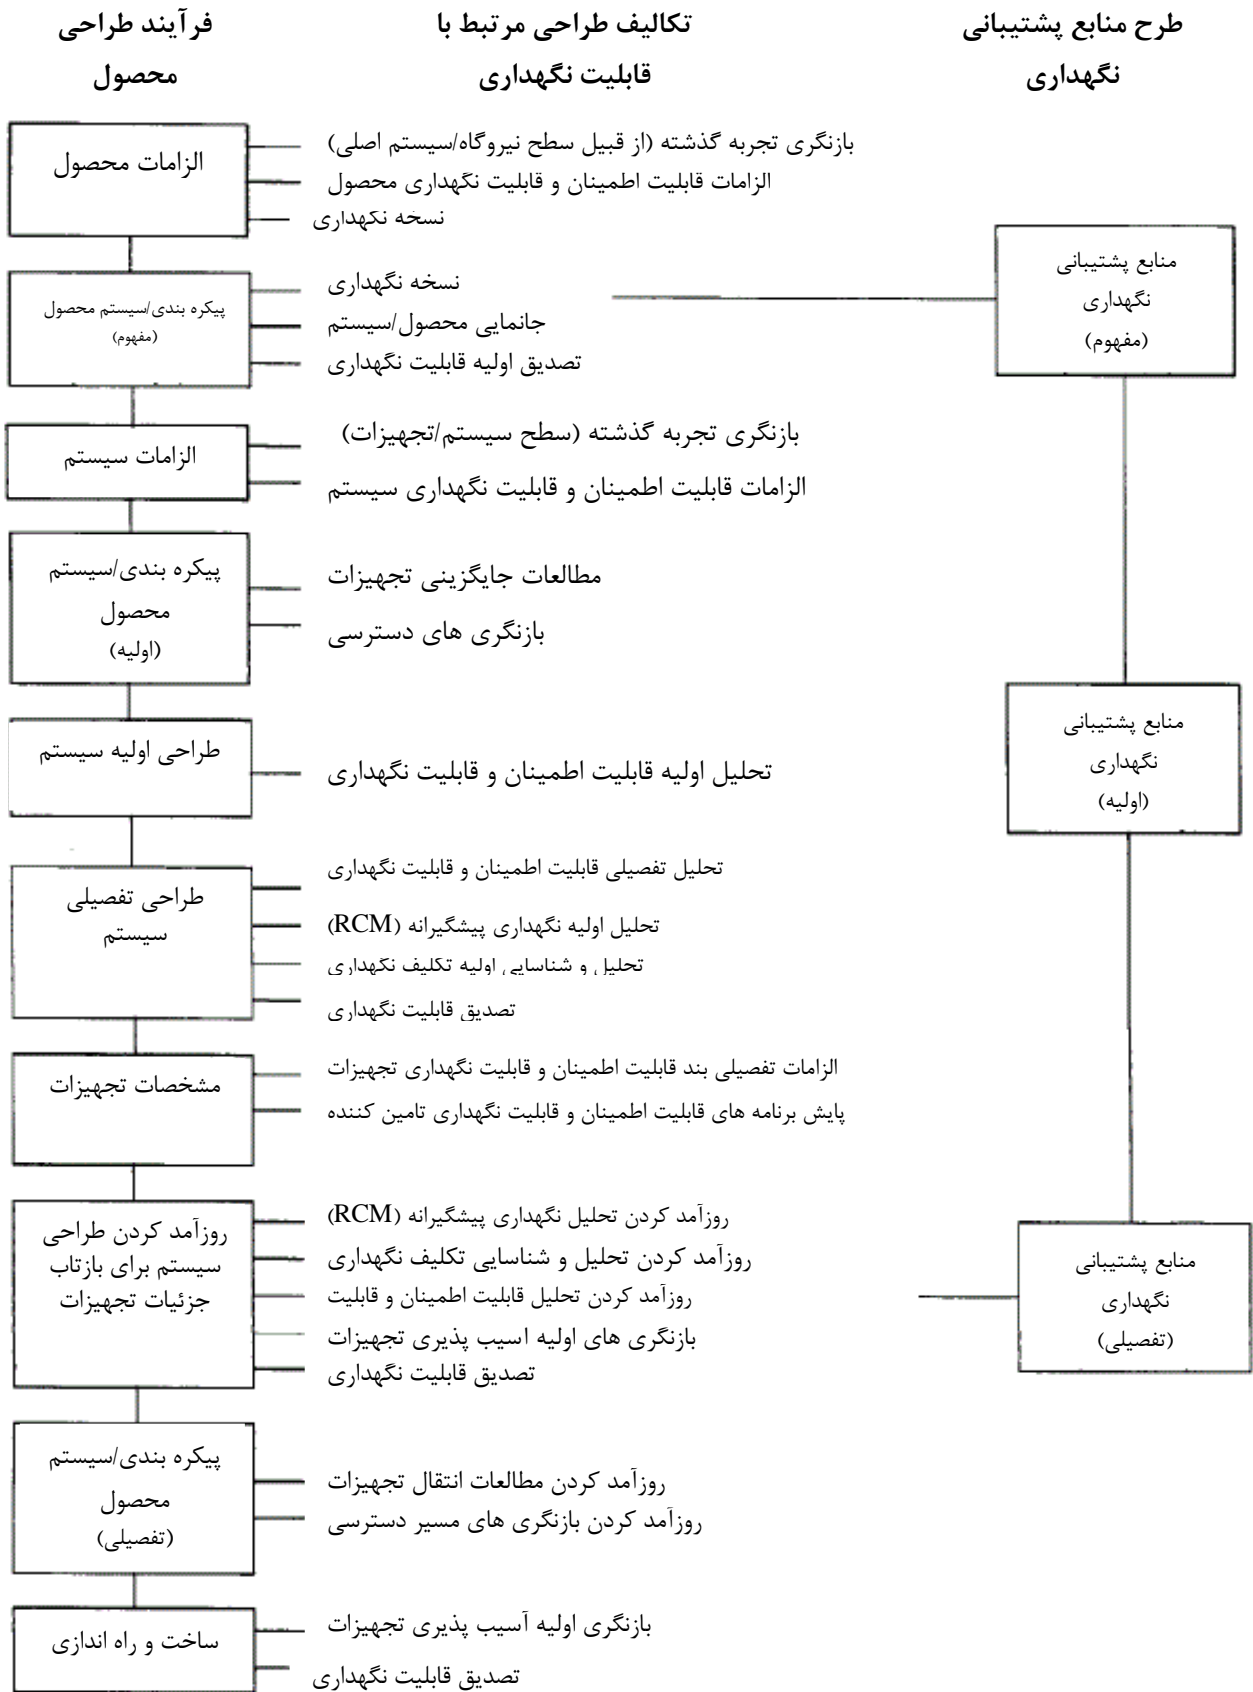 طرح منابع پشتیبانی
نگهداری
تکالیف طراحی مرتبط با
قابلیت نگهداری
فرآیند طراحی
محصول
الزامات محصول
بازنگری تجربه گذشته (از قبیل سطح نیروگاه/سیستم اصلی)
الزامات قابلیت اطمینان و قابلیت نگهداری محصول
نسخه نگهداری
پیکره بندی/سیستم محصول
(مفهوم)
نسخه نگهداری
جانمایی محصول/سیستم
تصدیق اولیه قابلیت نگهداری
منابع پشتیبانی
نگهداری
(مفهوم)
الزامات سیستم
بازنگری تجربه گذشته (سطح سیستم/تجهیزات)
الزامات قابلیت اطمینان و قابلیت نگهداری سیستم
پیکره بندی/سیستم
محصول
(اولیه)
مطالعات جایگزینی تجهیزات
بازنگری های دسترسی
طراحی اولیه سیستم
تحلیل اولیه قابلیت اطمینان و قابلیت نگهداری
منابع پشتیبانی
نگهداری
(اولیه)
طراحی تفصیلی
سیستم
تحلیل تفصیلی قابلیت اطمینان و قابلیت نگهداری
تحلیل اولیه نگهداری پیشگیرانه (RCM)
تحلیل و شناسایی اولیه تکلیف نگهداری
تصدیق قابلیت نگهداری
مشخصات تجهیزات
الزامات تفصیلی بند قابلیت اطمینان و قابلیت نگهداری تجهیزات
پایش برنامه های قابلیت اطمینان و قابلیت نگهداری تامین کننده
روزآمد کردن طراحی
سیستم برای بازتاب
جزئیات تجهیزات
روزآمد کردن تحلیل نگهداری پیشگیرانه (RCM)
روزآمد کردن تحلیل و شناسایی تکلیف نگهداری
روزآمد کردن تحلیل قابلیت اطمینان و قابلیت
بازنگری های اولیه اسیب پذیری تجهیزات
تصدیق قابلیت نگهداری
منابع پشتیبانی
نگهداری
(تفصیلی)
پیکره بندی/سیستم
محصول
(تفصیلی)
روزآمد کردن مطالعات انتقال تجهیزات
روزآمد کردن بازنگری های مسیر دسترسی
ساخت و راه اندازی
بازنگری اولیه آسیب پذیری تجهیزات
تصدیق قابلیت نگهداری